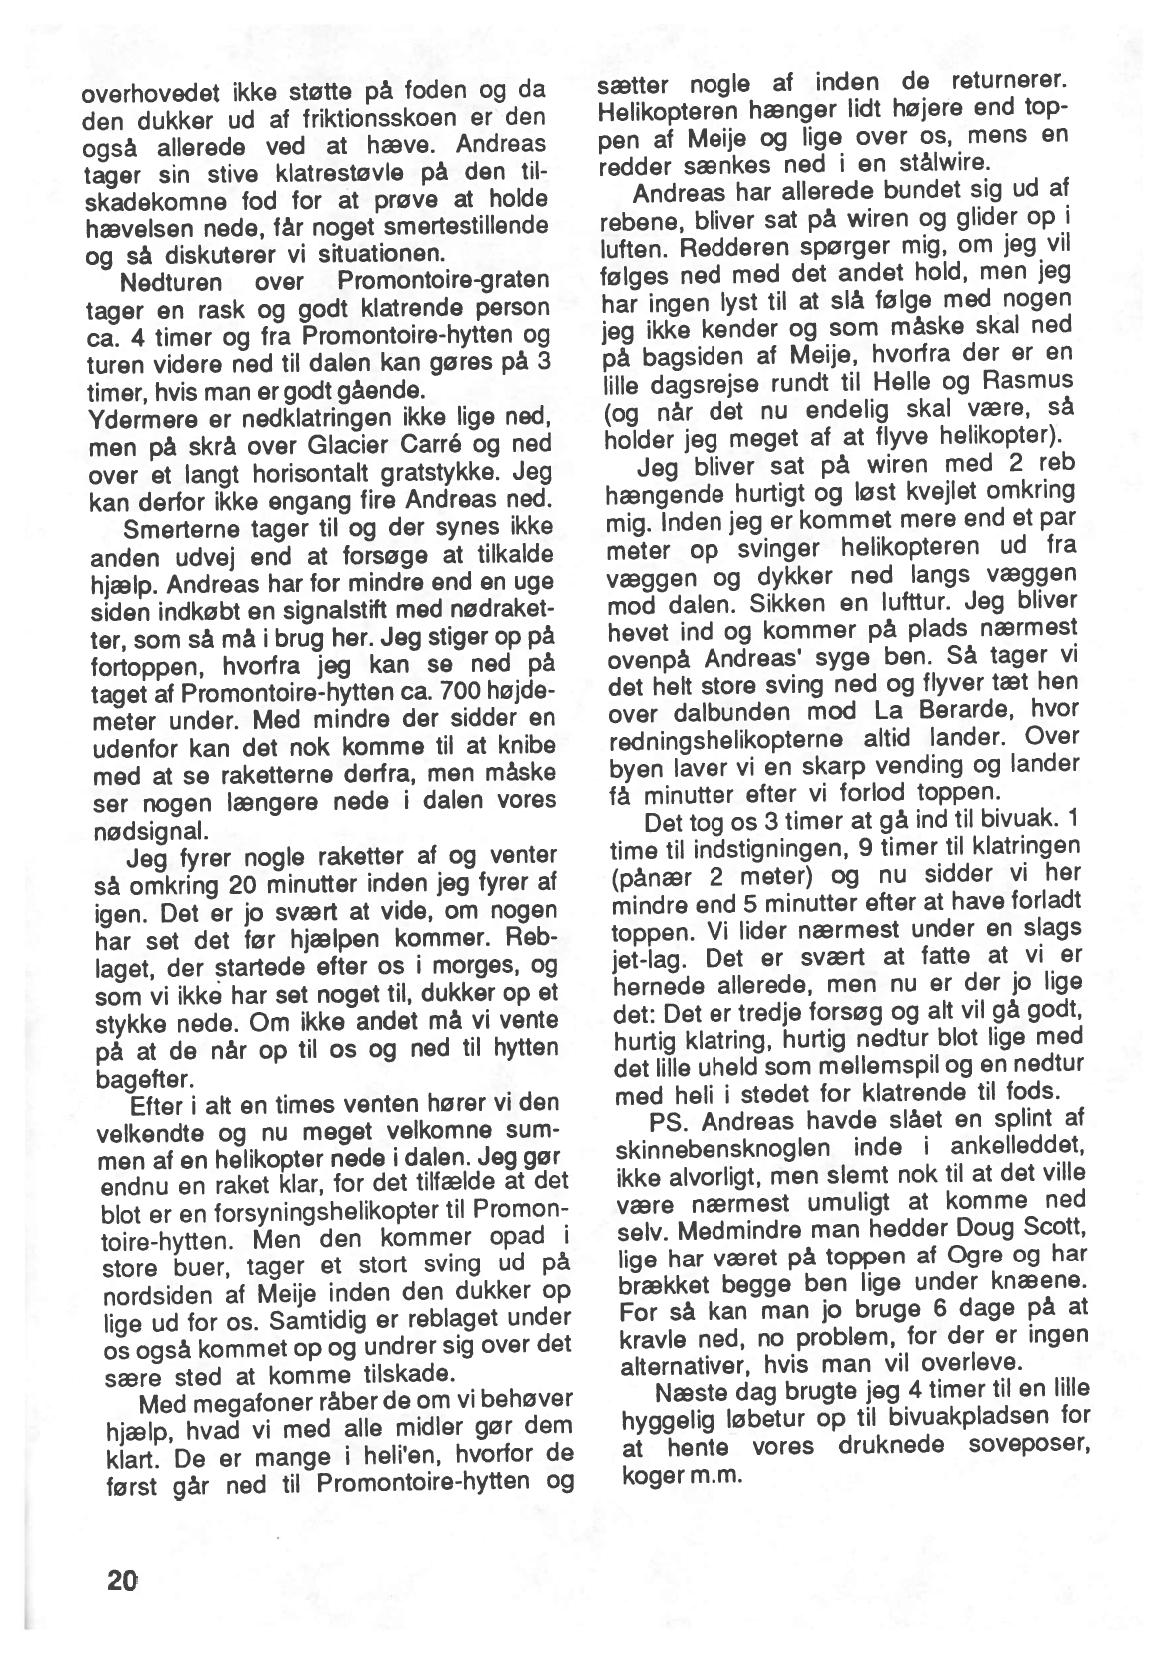 overhovedet ikke støtte på foden og da
den dukker ud af friktionsskoen er den
også allerede ved at hæve. Andreas
tager sin stive klatrestøvle på den til-
skadekomne fod for at prøve at holde
hævelsen nede, får noget smertestillende
og så diskuterer vi situationen.
Nedturen over Promontoire-graten
tager en rask og godt klatrende person
ca. 4 timer og fra Promontoire-hytten og
turen videre ned til dalen kan gøres på 3
timer, hvis man er godt gående.
Ydermere er nedklatringen ikke lige ned,
men på skrå over Glacier Carré og ned
over et langt horisontalt gratstykke. Jeg
kan derfor ikke engang fire Andreas ned.
Smerterne tager til og der synes ikke
anden udvej end at forsøge at tilkalde
hjælp. Andreas har for mindre end en uge
siden indkøbt en signalstift med nødraket-
ter, som så må i brug her. Jeg stiger op på
fortoppen, hvorfra jeg kan se ned på
taget af Promontoire-hytten ca. 700 højde-
meter under. Med mindre der sidder en
udenfor kan det nok komme til at knibe
med at se raketterne derfra, men måske
ser nogen længere nede i dalen vores
nødsignal.
Jeg fyrer nogle raketter af og venter
så omkring 20 minutter inden jeg fyrer af
igen. Det er jo svært at vide, om nogen
har set det før hjælpen kommer. Reb-
laget, der startede efter os i morges, og
som vi ikke har set noget til, dukker op et
stykke nede. Om ikke andet må vi vente
på at de når op til os og ned til hytten
bagefter.
Efter i alt en times venten hører vi den
velkendte og nu meget velkomne sum-
men af en helikopter nede i dalen. Jeg gør
endnu en raket klar, for det tilfælde at det
blot er en forsyningshelikopter til Promon-
toire-hytten. Men den kommer opad i
store buer, tager et stort sving ud på
nordsiden af Meije inden den dukker op
lige ud for os. Samtidig er reblaget under
os også kommet op og undrer sig over det
sære sted at komme tilskade.
Med megafoner råber de om vi behøver
hjælp, hvad vi med alle midler gør dem
klart. De er mange i heli'en, hvorfor de
først går ned til Promontoire-hytten og
sætter nogle af inden de returnerer.
Helikopteren hænger lidt højere end top-
pen af Meije og lige over os, mens en
redder sænkes ned i en stålwire.
Andreas har allerede bundet sig ud af
rebene, bliver sat på wiren og glider op i
luften. Redderen spørger mig, om jeg vil
følges ned med det andet hold, men jeg
har ingen lyst til at slå følge med nogen
jeg ikke kender og som måske skal ned
på bagsiden af Meije, hvorfra der er en
lille dagsrejse rundt til Helle og Rasmus
(og når det nu endelig skal være, så
holder jeg meget af at flyve helikopter).
Jeg bliver sat på wiren med 2 reb
hængende hurtigt og løst kvejlet omkring
mig. Inden jeg er kommet mere end et par
meter op svinger helikopteren ud fra
væggen og dykker ned langs væggen
mod dalen. Sikken en lufttur. Jeg bliver
hevet ind og kommer på plads nærmest
ovenpå Andreas' syge ben. Så tager vi
det helt store sving ned og flyver tæt hen
over dalbunden mod La Berarde, hvor
redningshelikopterne altid lander. Over
byen laver vi en skarp vending og lander
få minutter efter vi forlod toppen.
Det tog os 3 timer at gå ind til bivuak. 1
time til indstigningen, 9 timer til klatringen
(pånær 2 meter) og nu sidder vi her
mindre end 5 minutter efter at have forladt
toppen. Vi lider nærmest under en slags
jet-lag. Det er svært at fatte at vi er
hernede allerede, men nu er der jo lige
det: Det er tredje forsøg og alt vil gå godt,
hurtig klatring, hurtig nedtur blot lige med
det lille uheld som mellemspil og en nedtur
med heli i stedet for klatrende til fods.
PS. Andreas havde slået en splint af
skinnebensknoglen inde i ankelleddet,
ikke alvorligt, men slemt nok til at det ville
være nærmest umuligt at komme ned
selv. Medmindre man hedder Doug Scott,
lige har været på toppen af Ogre og har
brækket begge ben lige under knæene.
For så kan man jo bruge 6 dage på at
kravle ned, no problem, for der er ingen
alternativer, hvis man vil overleve.
Næste dag brugte jeg 4 timer til en lille
hyggelig løbetur op til bivuakpladsen for
at hente vores druknede soveposer,
koger m.m.
20